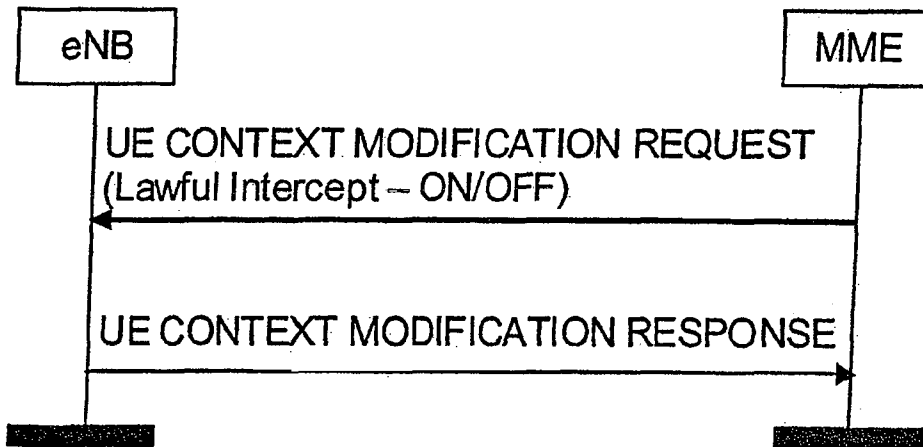 eNB
MME
UE CONTEXT MODIFICATION REQUEST
(Lawful Intercept – ON/OFF)
UE CONTEXT MODIFICATION RESPONSE